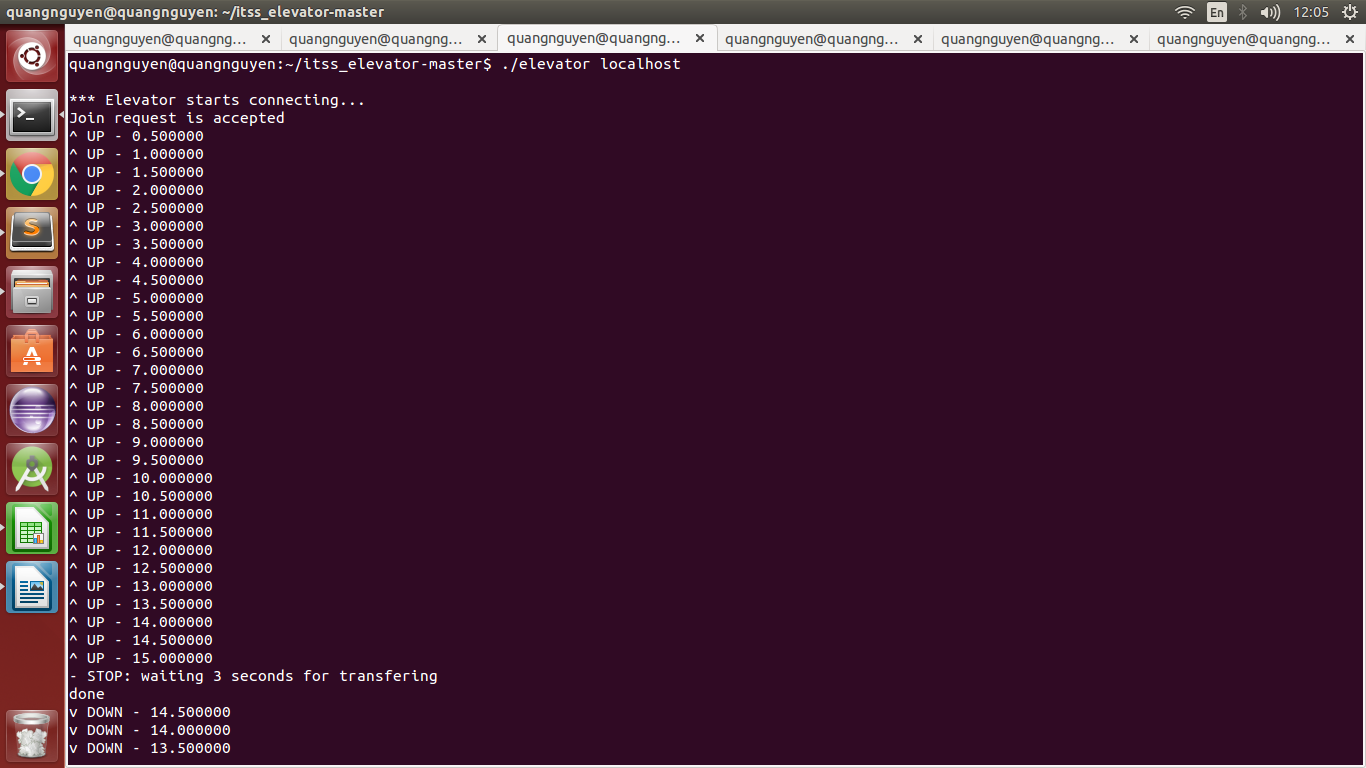 quangnguyen@quangnguyen: ~/itss_elevator-master
En
12:05
quangnguyen@quangng... × quangnguyen@quangng... × quangnguyen@quangng... × quangnguyen@quangng... × quangnguyen@quangng... × quangnguyen@quangng... ×
quangnguyen@quangnguyen:~/itss_elevator-master$ ./elevator localhost
*** Elevator starts connecting...
Join request is accepted
^ UP - 0.500000
^ UP - 1.000000
^ UP - 1.500000
^ UP - 2.000000
^ UP - 2.500000
^ UP - 3.000000
^ UP - 3.500000
^ UP - 4.000000
^ UP - 4.500000
^ UP - 5.000000
^ UP - 5.500000
^ UP - 6.000000
^ UP - 6.500000
^ UP - 7.000000
^ UP - 7.500000
^ UP - 8.000000
^ UP - 8.500000
^ UP - 9.000000
^ UP - 9.500000
^ UP - 10.000000
^ UP - 10.500000
^ UP - 11.000000
^ UP - 11.500000
^ UP - 12.000000
^ UP - 12.500000
^ UP - 13.000000
^ UP - 13.500000
^ UP - 14.000000
^ UP - 14.500000
^ UP - 15.000000
- STOP: waiting 3 seconds for transfering
done
v DOWN - 14.500000
v DOWN - 14.000000
v DOWN - 13.500000